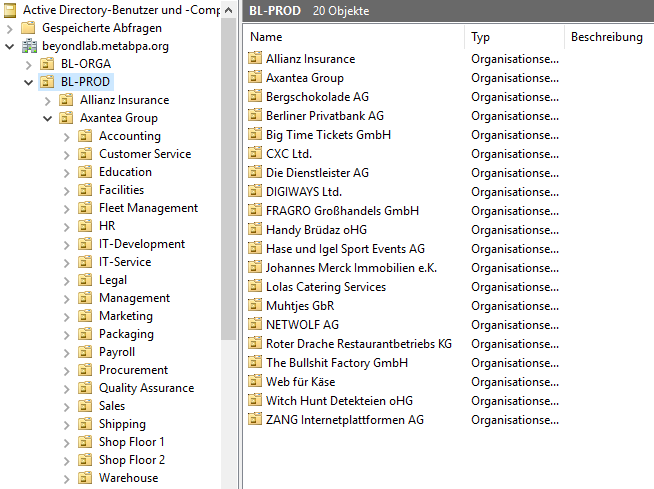 Active Directory-Benutzer und -Comp
Gespeicherte Abfragen
beyondlab.metabpa.org
BL-ORGA
BL-PROD
Allianz Insurance
Axantea Group
Accounting
Customer Service
Education
Facilities
Fleet Management
HR
IT-Development
IT-Service
Legal
Management
Marketing
Packaging
Payroll
Procurement
Quality Assurance
Sales
Shipping
Shop Floor 1
Shop Floor 2
Warehouse
BL-PROD 20 Objekte
Name Typ Beschreibung
Allianz Insurance Organisationse...
Axantea Group Organisationse...
Bergschokolade AG Organisationse...
Berliner Privatbank AG Organisationse...
Big Time Tickets GmbH Organisationse...
CXC Ltd. Organisationse...
Die Dienstleister AG Organisationse...
DIGIWAYS Ltd. Organisationse...
FRAGRO Großhandels GmbH Organisationse...
Handy Brüdaz oHG Organisationse...
Hase und Igel Sport Events AG Organisationse...
Johannes Merck Immobilien e.K. Organisationse...
Lolas Catering Services Organisationse...
Muhtjes GbR Organisationse...
NETWOLF AG Organisationse...
Roter Drache Restaurantbetriebs KG Organisationse...
The Bullshit Factory GmbH Organisationse...
Web für Käse Organisationse...
Witch Hunt Detekteien oHG Organisationse...
ZANG Internetplattformen AG Organisationse...